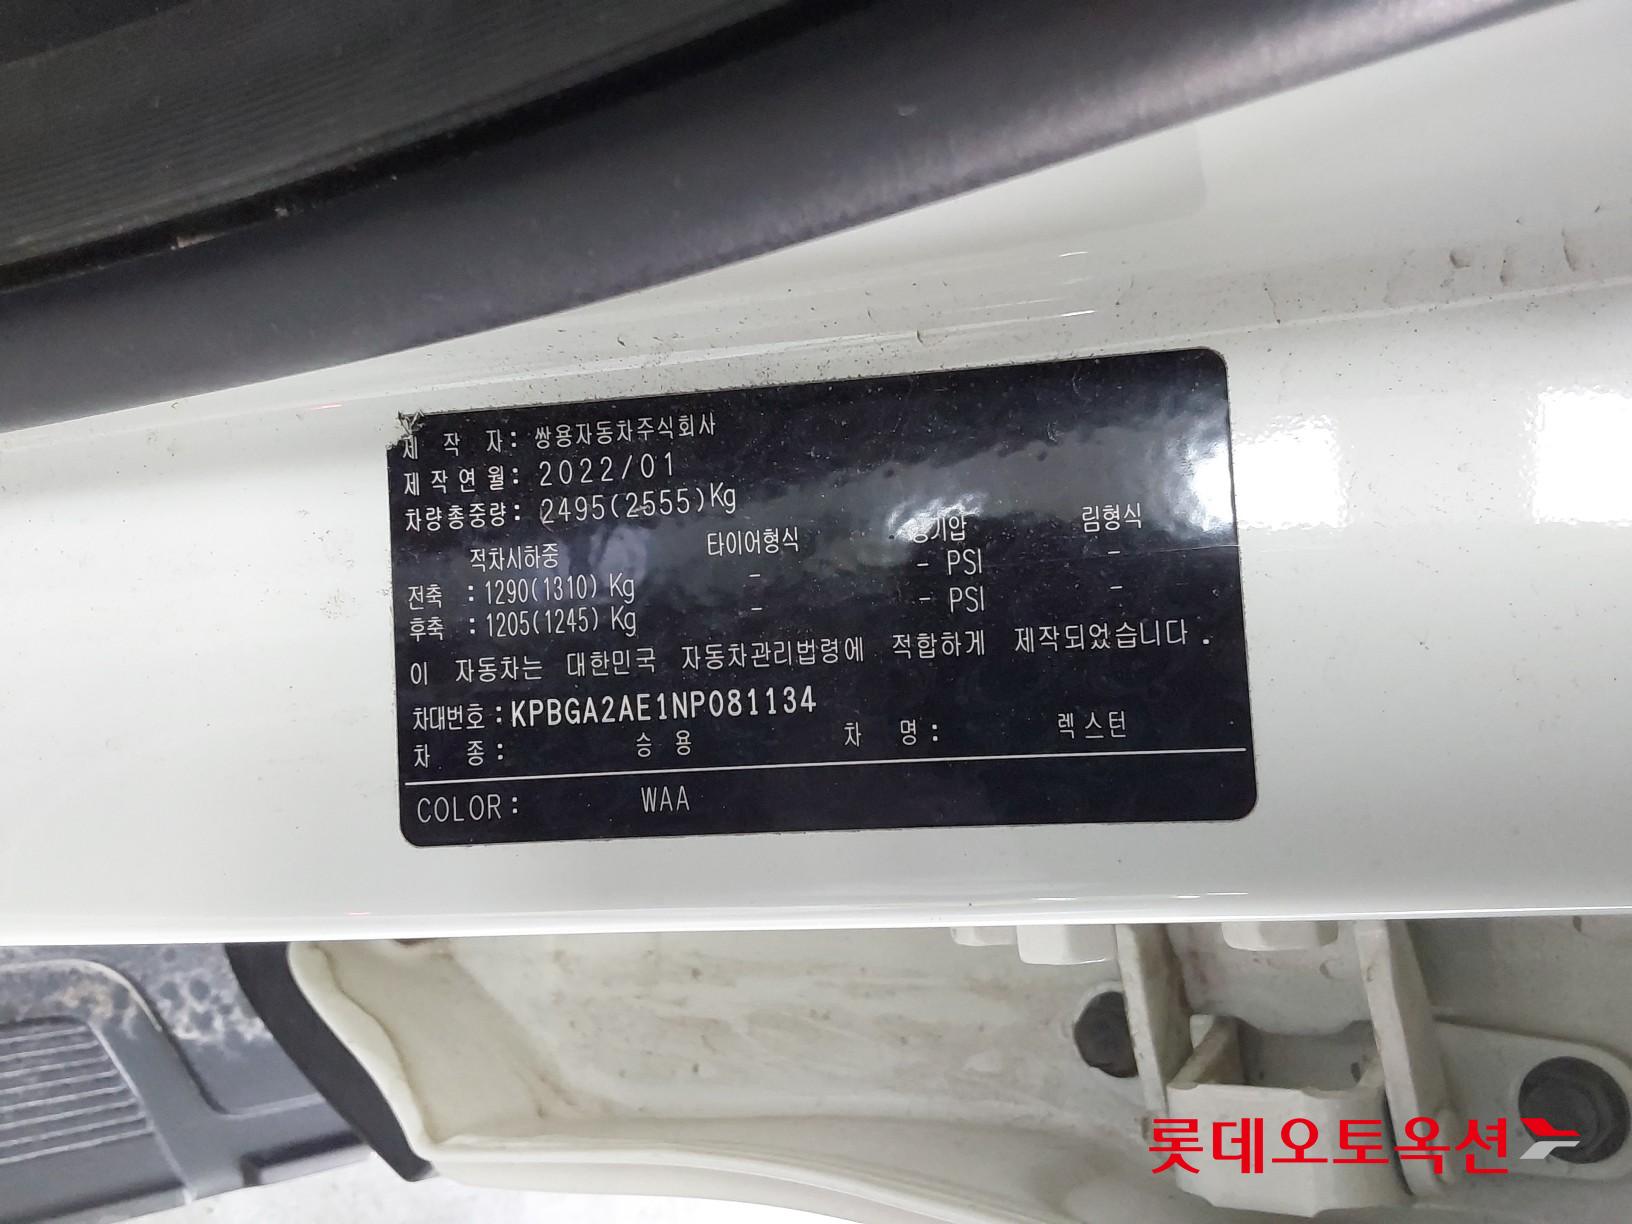 제 작 자 : 쌍용자동차주식회사
제작연월 : 2022/01
차량총중량 : 2495(2555)Kg
적차시하중 타이어형식 공기압 림형식
전축 : 1290(1310) Kg - - PSI -
후축 : 1205(1245) Kg - - PSI -
이 자동차는 대한민국 자동차관리법령에 적합하게 제작되었습니다 .
차대번호 : KPBGA2AE1NP081134
차 종 : 승 용 차 명 : 렉스턴
COLOR : WAA
롯데오토옥션